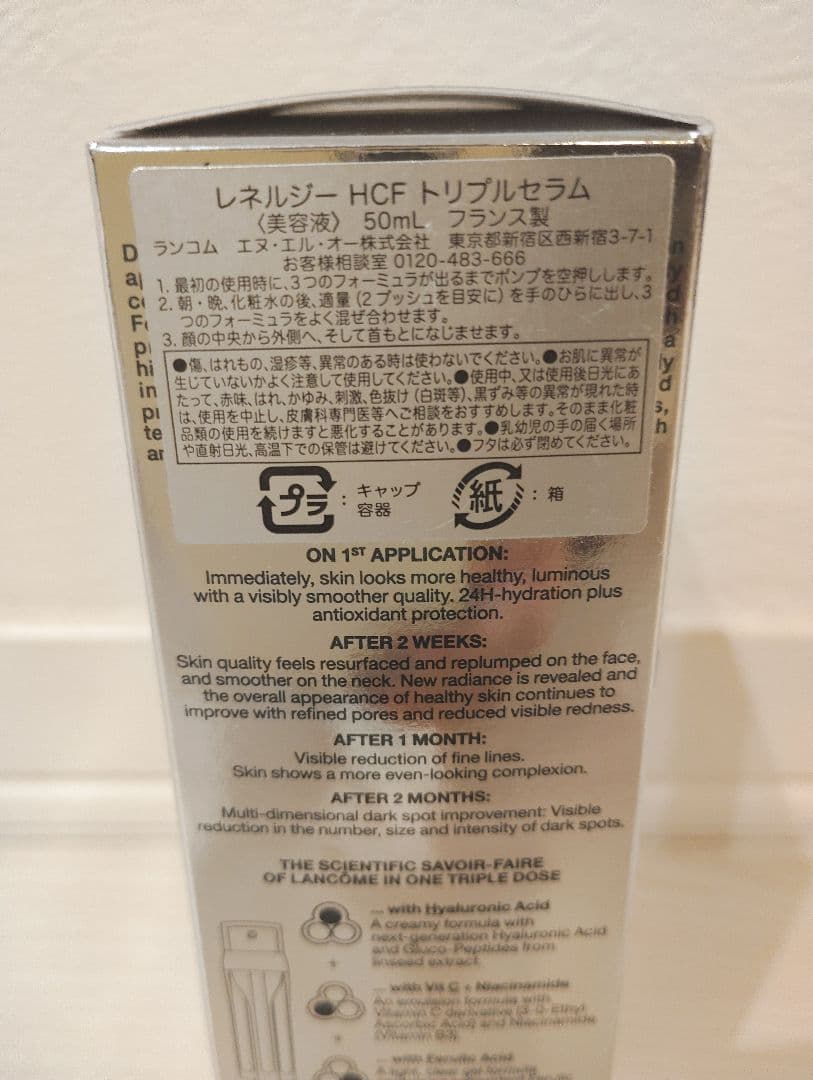 レネルジー HCF トリプルセラム
〈美容液〉 50mL フランス製
ランコム エヌ・エル・オー株式会社 東京都新宿区西新宿3-7-1
お客様相談室 0120-483-666
1. 最初の使用時に、3つのフォーミュラが出るまでポンプを空押しします。
2. 朝・晩、化粧水の後、適量(2プッシュを目安に)を手のひらに出し、3
つのフォーミュラをよく混ぜ合わせます。
3. 顔の中央から外側へ、そして首もとになじませます。
●傷、はれもの、湿疹等、異常のある時は使わないでください。●お肌に異常が
生じていないかよく注意して使用してください。●使用中、又は使用後日光にあ
たって、赤味、はれ、かゆみ、刺激、色抜け(白斑等)、黒ずみ等の異常が現れた時
は、使用を中止し、皮膚科専門医等へご相談をおすすめします。そのまま化粧
品類の使用を続けますと悪化することがあります。●乳幼児の手の届く場所
や直射日光、高温下での保管は避けてください。●フタは必ず閉めてください。
プラ : キャップ
容器
紙 : 箱
ON 1ST APPLICATION:
Immediately, skin looks more healthy, luminous
with a visibly smoother quality. 24H-hydration plus
antioxidant protection.
AFTER 2 WEEKS:
Skin quality feels resurfaced and replumped on the face,
and smoother on the neck. New radiance is revealed and
the overall appearance of healthy skin continues to
improve with refined pores and reduced visible redness.
AFTER 1 MONTH:
Visible reduction of fine lines.
Skin shows a more even-looking complexion.
AFTER 2 MONTHS:
Multi-dimensional dark spot improvement: Visible
reduction in the number, size and intensity of dark spots.
THE SCIENTIFIC SAVOIR-FAIRE
OF LANCÔME IN ONE TRIPLE DOSE
... with Hyaluronic Acid
A creamy formula with
next-generation Hyaluronic Acid
and Gluco-Peptides from
linseed extract
+
... with Vit C + Niacinamide
An emulsion formula with
Vitamin C derivative (3-O-Ethyl
Ascorbic Acid) and Niacinamide
(Vitamin B3)
+
... with Ferulic Acid
A light, clear gel formula